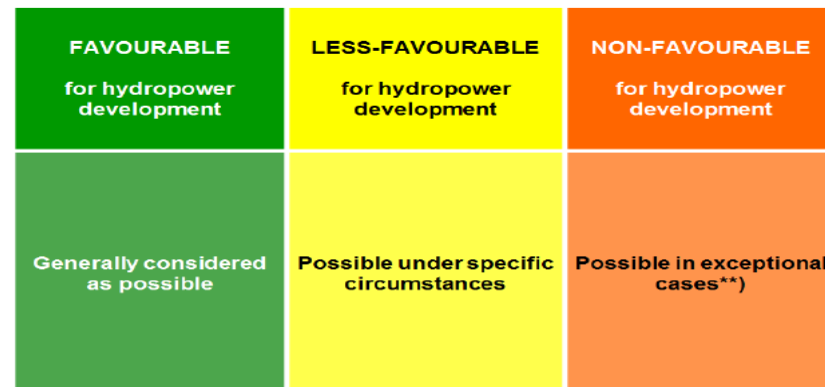 FAVOURABLE
for hydropower
development
LESS-FAVOURABLE
for hydropower
development
NON-FAVOURABLE
for hydropower
development
Generally considered
as possible
Possible under specific
circumstances
Possible in exceptional
cases**)